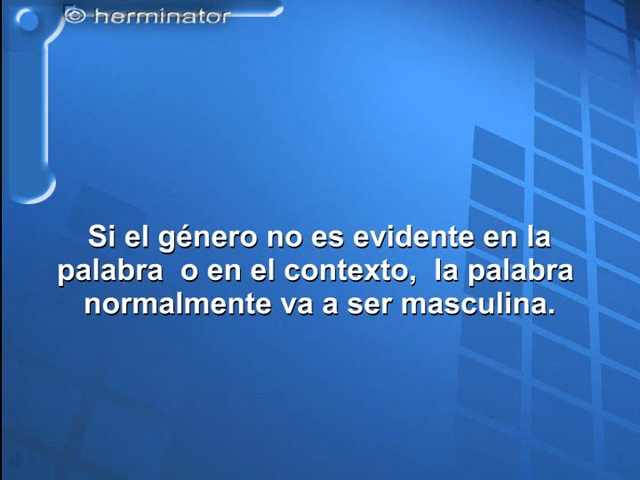 © herminator
Si el género no es evidente en la
palabra o en el contexto, la palabra
normalmente va a ser masculina.